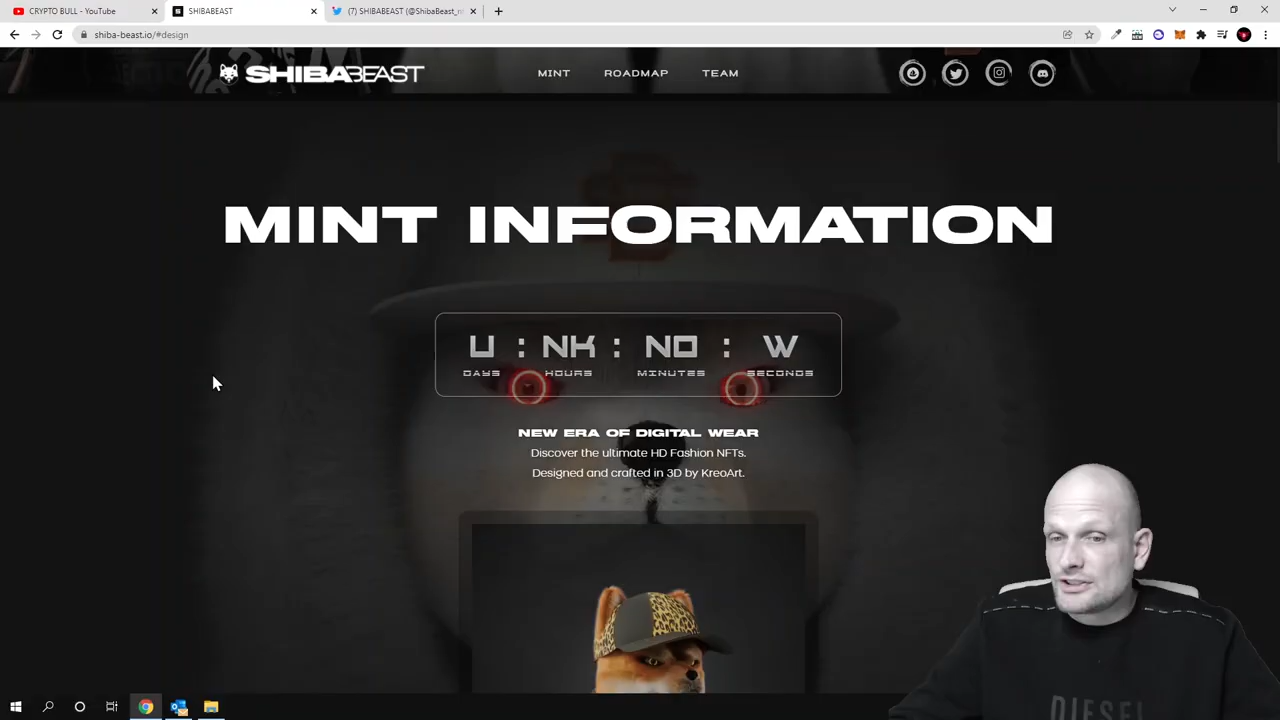 CRYPTO BULL - YouTube
SHIBABEAST
(7) SHIBABEAST (@ShibaBeast_nf
shiba-beast.io/#design
SHIBABEAST
MINT
ROADMAP
TEAM
MINT INFORMATION
U : NK : NO : W
DAYS HOURS MINUTES SECONDS
NEW ERA OF DIGITAL WEAR
Discover the ultimate HD Fashion NFTs.
Designed and crafted in 3D by KreoArt.
DIESEL